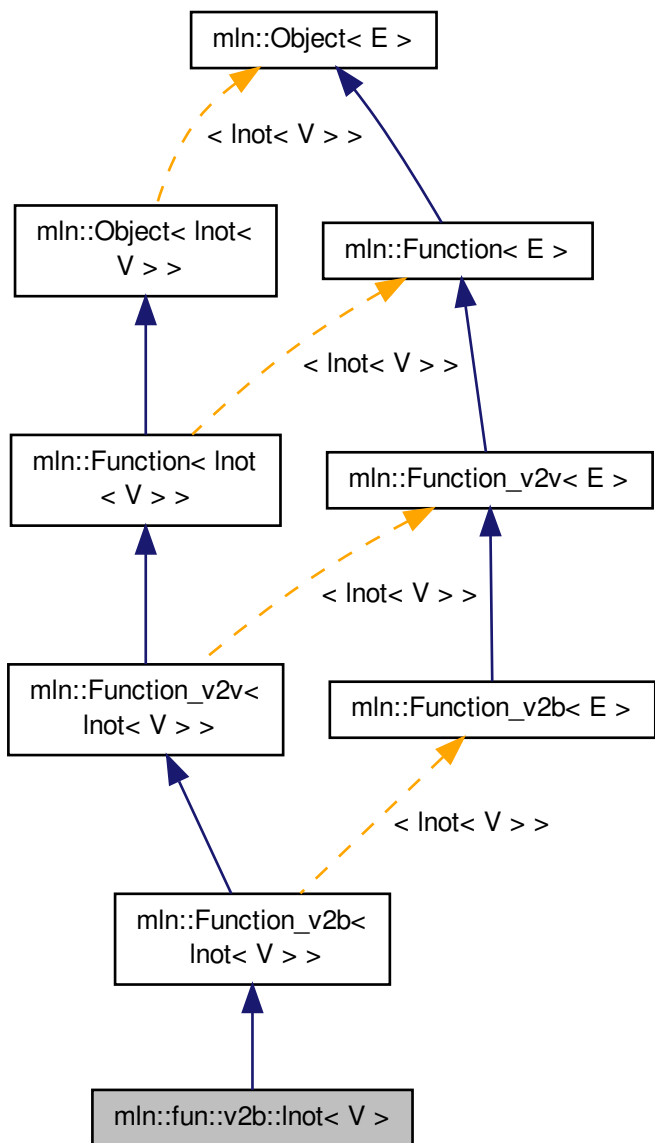 mln::Object< E >
< lnot< V > >
mln::Object< lnot<
V > >
mln::Function< E >
< lnot< V > >
mln::Function< lnot
< V > >
mln::Function_v2v< E >
< lnot< V > >
mln::Function_v2v<
lnot< V > >
mln::Function_v2b< E >
< lnot< V > >
mln::Function_v2b<
lnot< V > >
mln::fun::v2b::lnot< V >